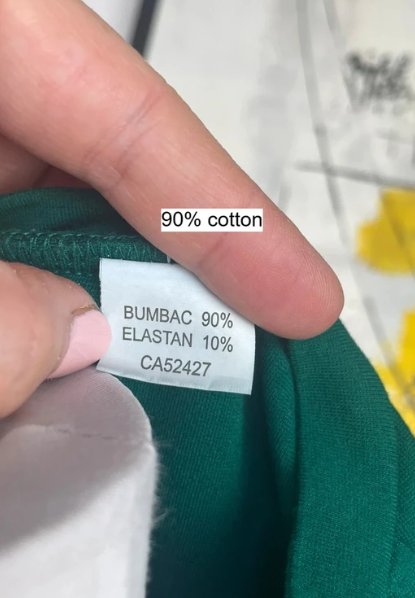 90% cotton
BUMBAC 90%
ELASTAN 10%
CA52427